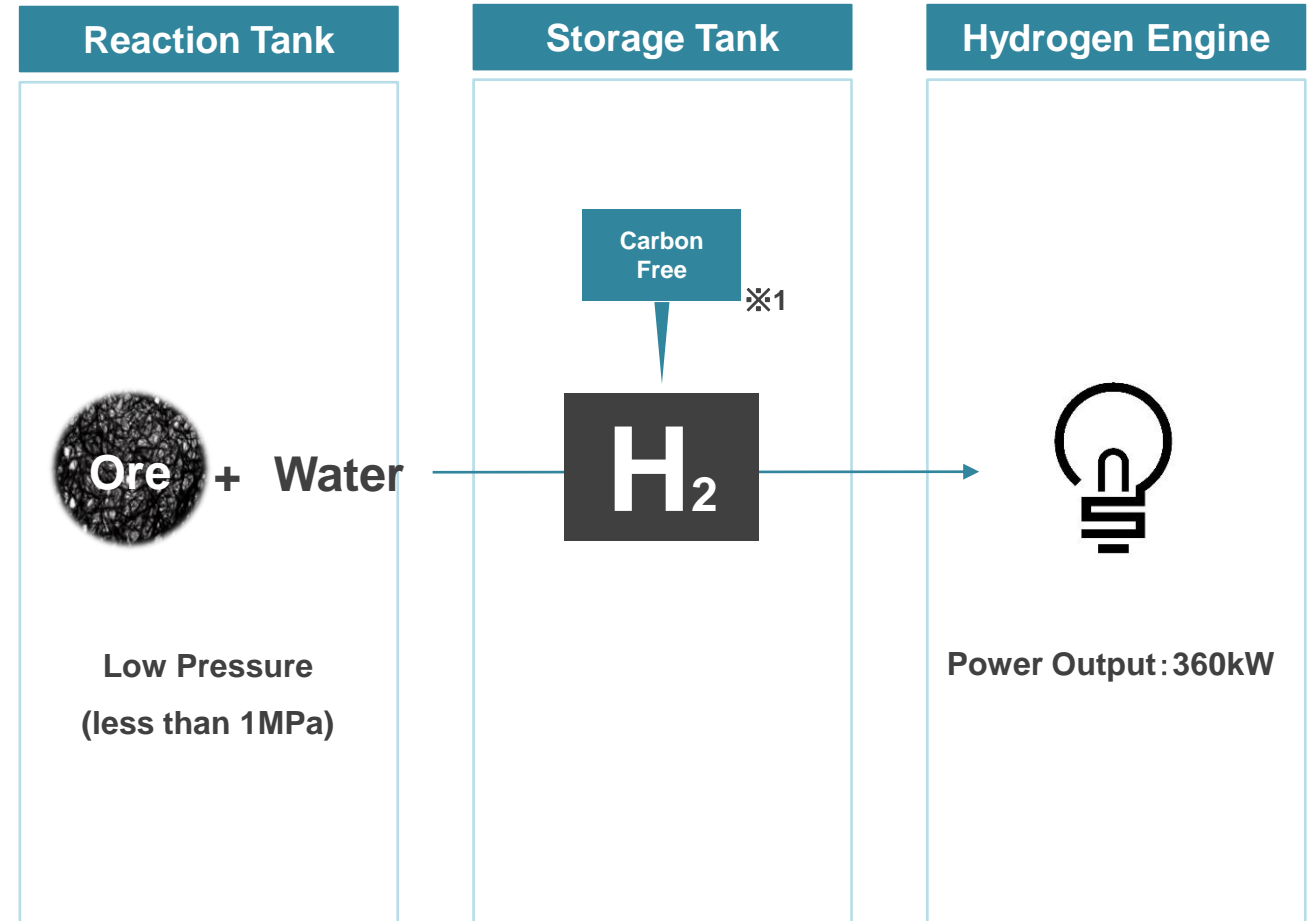 Reaction Tank
Ore + Water
Low Pressure
(less than 1MPa)
Storage Tank
Carbon
Free
※1
H₂
Hydrogen Engine
Power Output：360kW